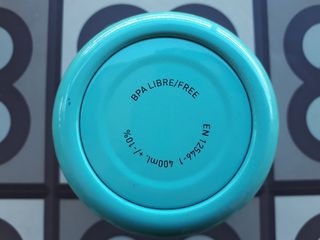 BPA LIBRE/FREE
EN 12546-1 400mL +/-10%